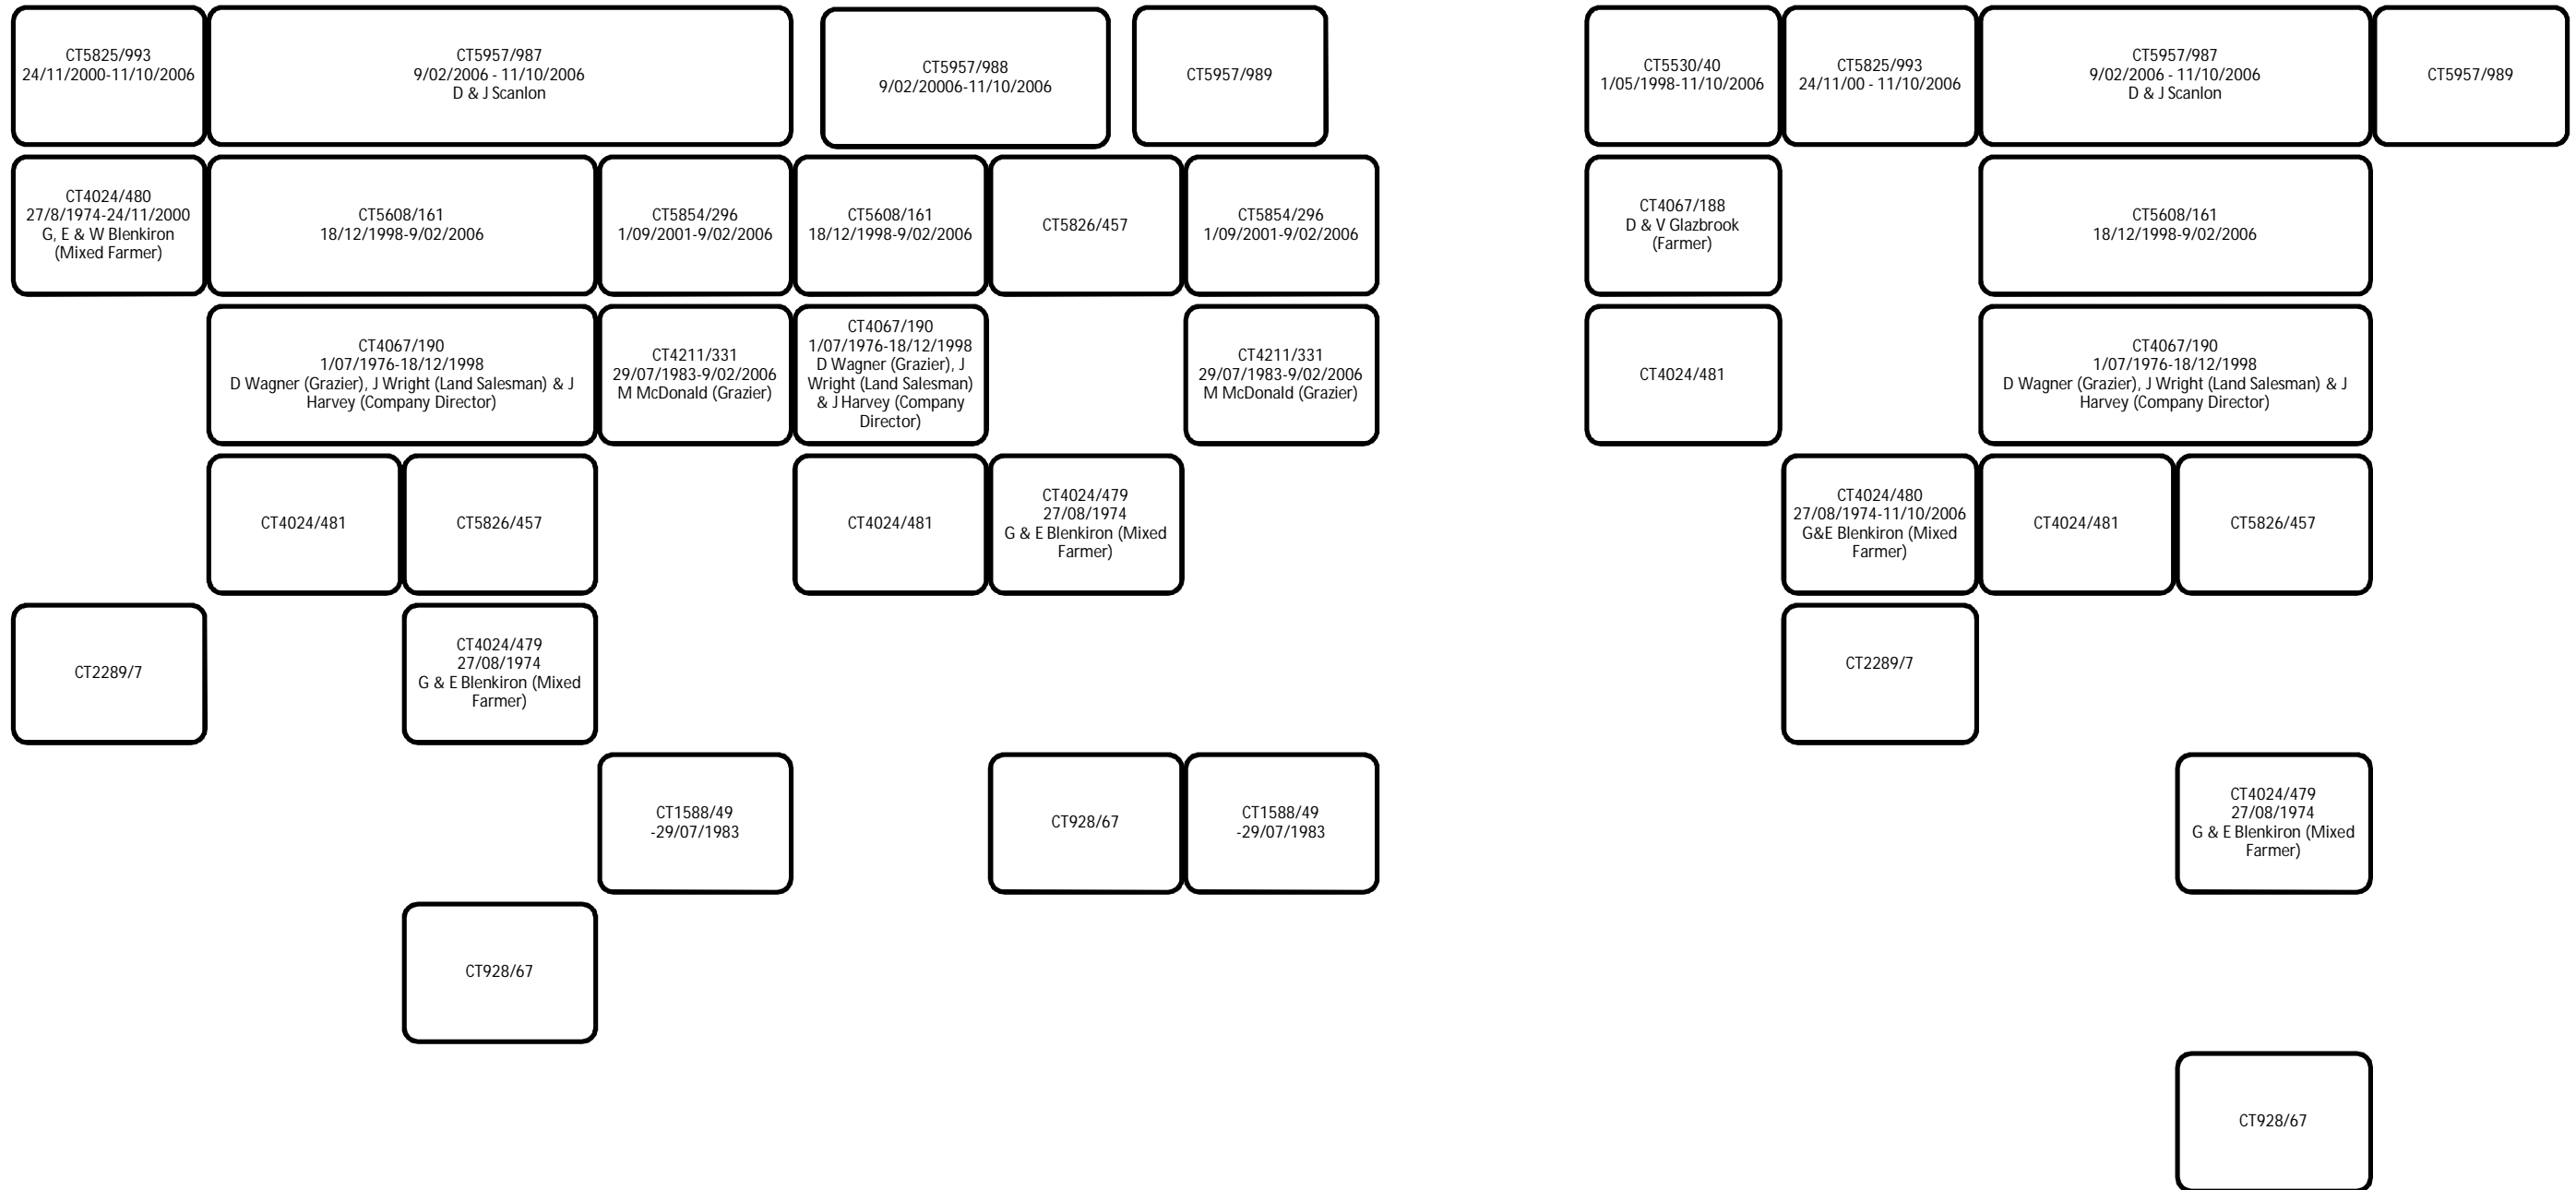 CT5825/993
24/11/2000-11/10/2006
CT5957/987
9/02/2006 - 11/10/2006
D & J Scanlon
CT5957/988
9/02/20006-11/10/2006
CT5957/989
CT5530/40
1/05/1998-11/10/2006
CT5825/993
24/11/00 - 11/10/2006
CT5957/987
9/02/2006 - 11/10/2006
D & J Scanlon
CT5957/989
CT4024/480
27/8/1974-24/11/2000
G, E & W Blenkiron
(Mixed Farmer)
CT5608/161
18/12/1998-9/02/2006
CT5854/296
1/09/2001-9/02/2006
CT5608/161
18/12/1998-9/02/2006
CT5826/457
CT5854/296
1/09/2001-9/02/2006
CT4067/188
D & V Glazbrook
(Farmer)
CT5608/161
18/12/1998-9/02/2006
CT4067/190
1/07/1976-18/12/1998
D Wagner (Grazier), J Wright (Land Salesman) & J
Harvey (Company Director)
CT4211/331
29/07/1983-9/02/2006
M McDonald (Grazier)
CT4067/190
1/07/1976-18/12/1998
D Wagner (Grazier), J
Wright (Land Salesman)
& J Harvey (Company
Director)
CT4211/331
29/07/1983-9/02/2006
M McDonald (Grazier)
CT4024/481
CT4067/190
1/07/1976-18/12/1998
D Wagner (Grazier), J Wright (Land Salesman) & J
Harvey (Company Director)
CT4024/481
CT5826/457
CT4024/481
CT4024/479
27/08/1974
G & E Blenkiron (Mixed
Farmer)
CT4024/480
27/08/1974-11/10/2006
G&E Blenkiron (Mixed
Farmer)
CT4024/481
CT5826/457
CT2289/7
CT4024/479
27/08/1974
G & E Blenkiron (Mixed
Farmer)
CT2289/7
CT1588/49
-29/07/1983
CT928/67
CT1588/49
-29/07/1983
CT4024/479
27/08/1974
G & E Blenkiron (Mixed
Farmer)
CT928/67
CT928/67